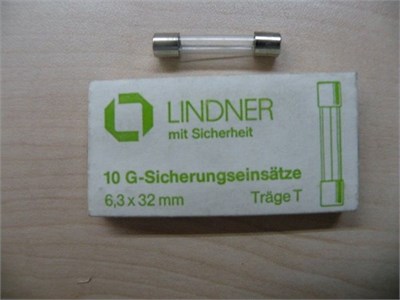 LINDNER
mit Sicherheit
10 G-Sicherungseinsätze
6,3 x 32 mm Träge T